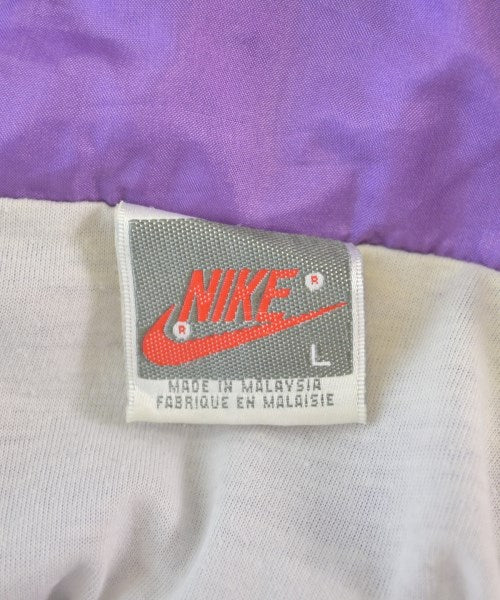 NIKE ®
®
L
MADE IN MALAYSIA
FABRIQUE EN MALAISIE